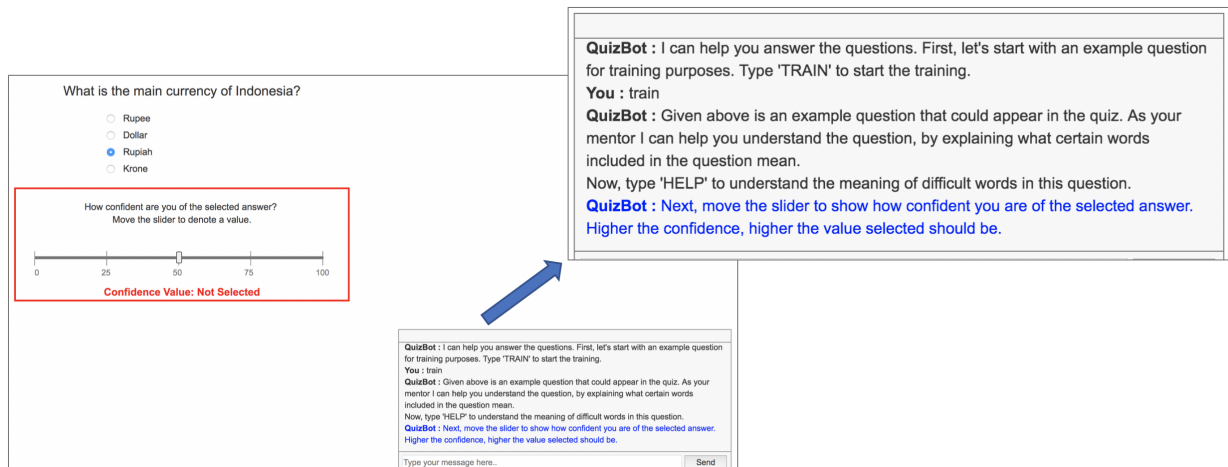 What is the main currency of Indonesia?
Rupee
Dollar
Rupiah
Krone
How confident are you of the selected answer?
Move the slider to denote a value.
0 25 50 75 100
Confidence Value: Not Selected
QuizBot : I can help you answer the questions. First, let's start with an example question
for training purposes. Type 'TRAIN' to start the training.
You : train
QuizBot : Given above is an example question that could appear in the quiz. As your
mentor I can help you understand the question, by explaining what certain words
included in the question mean.
Now, type 'HELP' to understand the meaning of difficult words in this question.
QuizBot : Next, move the slider to show how confident you are of the selected answer.
Higher the confidence, higher the value selected should be.
QuizBot : I can help you answer the questions. First, let's start with an example question
for training purposes. Type 'TRAIN' to start the training.
You : train
QuizBot : Given above is an example question that could appear in the quiz. As your
mentor I can help you understand the question, by explaining what certain words
included in the question mean.
Now, type 'HELP' to understand the meaning of difficult words in this question.
QuizBot : Next, move the slider to show how confident you are of the selected answer.
Higher the confidence, higher the value selected should be.
Type your message here.. Send